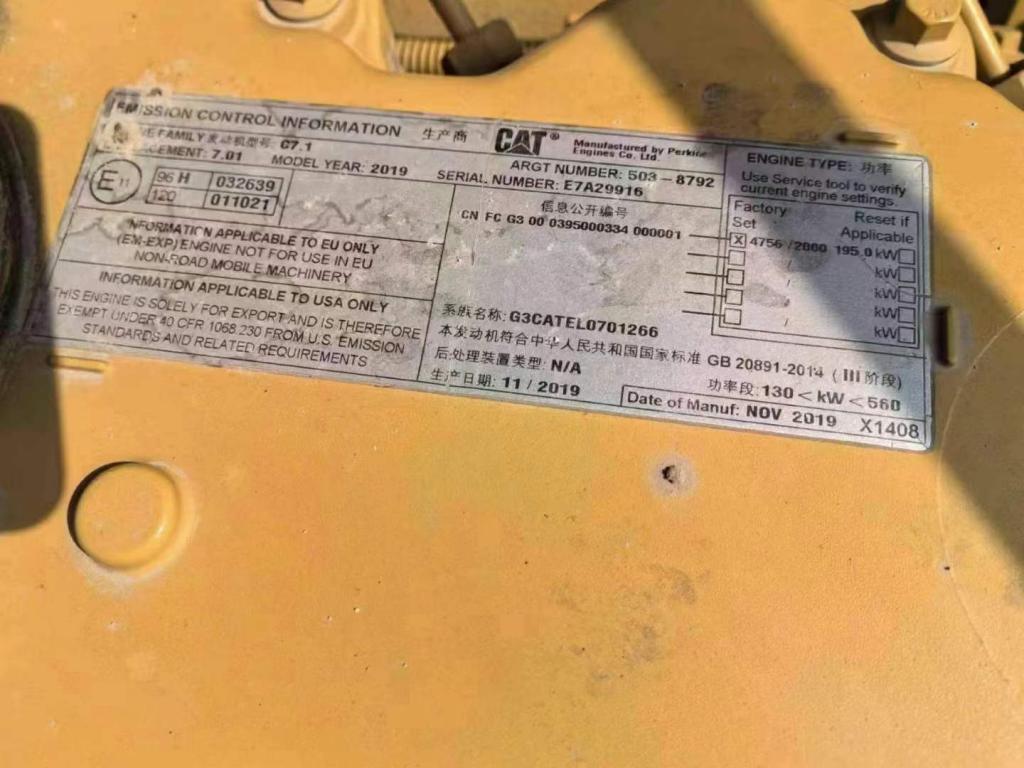 EMISSION CONTROL INFORMATION 生产商 CAT® Manufactured by Perkins Engines Co. Ltd.
FAMILY 发动机型号: C7.1
7.01 MODEL YEAR: 2019
ARGT NUMBER: 503-8792
SERIAL NUMBER: E7A29916
E 11
96 H 032639
120 011021
INFORMATION APPLICABLE TO EU ONLY
(EM-EXP) ENGINE NOT FOR USE IN EU
NON-ROAD MOBILE MACHINERY
INFORMATION APPLICABLE TO USA ONLY
THIS ENGINE IS SOLELY FOR EXPORT AND IS THEREFORE
EXEMPT UNDER 40 CFR 1068.230 FROM U.S. EMISSION
STANDARDS AND RELATED REQUIREMENTS
信息公开编号
CN FC G3 00 0395000334 000001
系族名称: G3CATEL0701266
本发动机符合中华人民共和国国家标准 GB 20891-2014 (III 阶段)
后处理装置类型: N/A
功率段: 130 < kW < 560
生产日期: 11 / 2019
Date of Manuf: NOV 2019 X1408
ENGINE TYPE: 功率
Use Service tool to verify
current engine settings.
Factory Set
Reset if Applicable
X 4756 /2000 195.0 kW
/ kW
/ kW
kW
kW